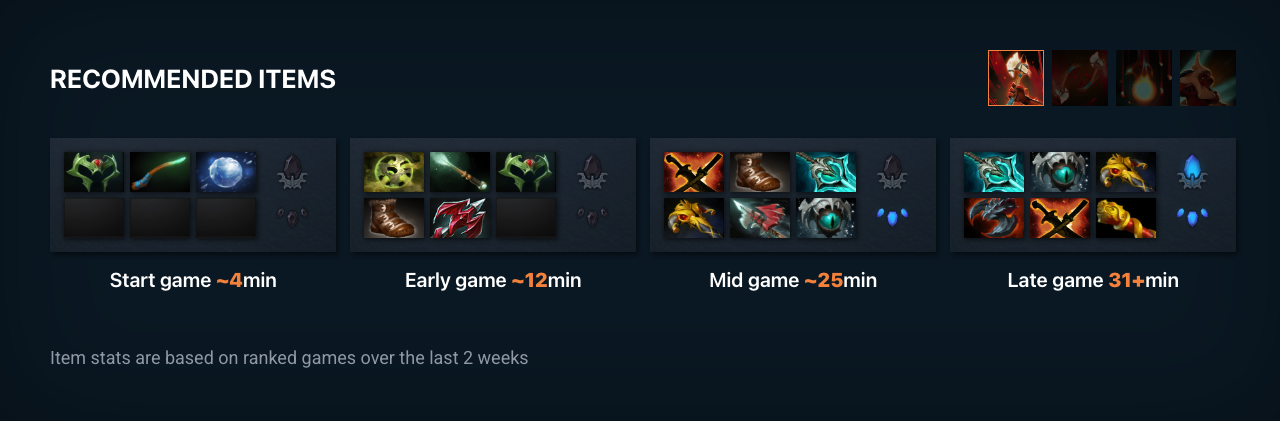 RECOMMENDED ITEMS
Start game ~4min
Early game ~12min
Mid game ~25min
Late game 31+min
Item stats are based on ranked games over the last 2 weeks